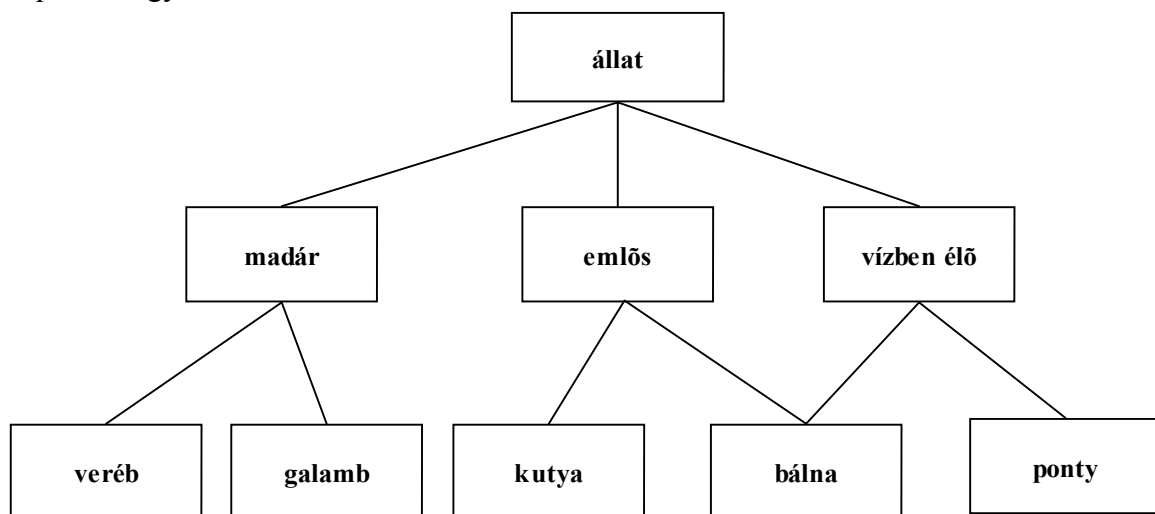 állat
madár
emlõs
vízben élõ
veréb
galamb
kutya
bálna
ponty